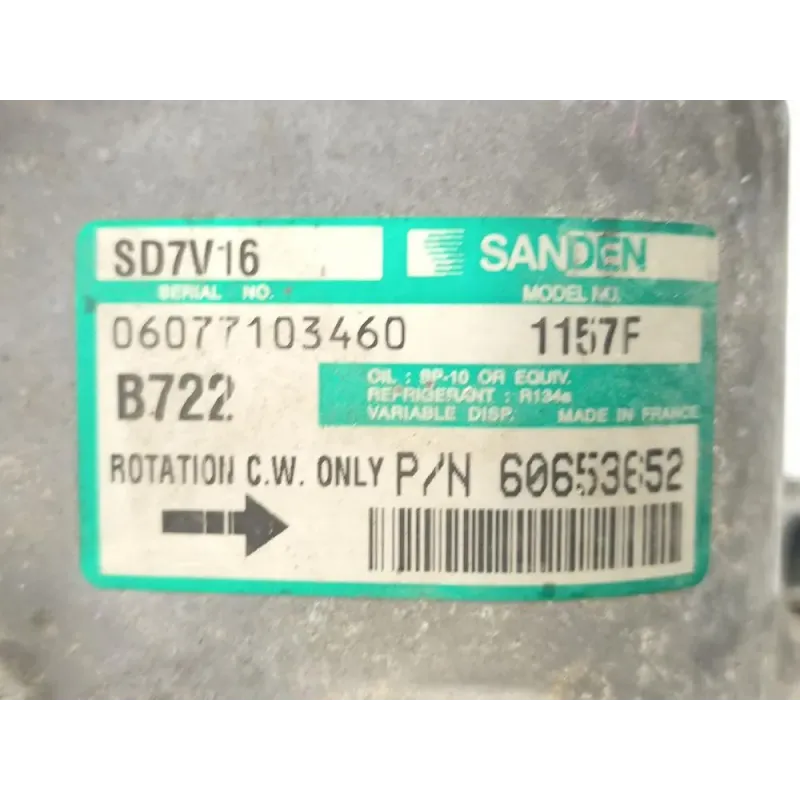 SD7V16 SANDEN
SERIAL NO. MODEL NO.
06077103460 1157F
B722
OIL : SP-10 OR EQUIV.
REFRIGERANT : R134a
VARIABLE DISP. MADE IN FRANCE
ROTATION C.W. ONLY P/N 60653652